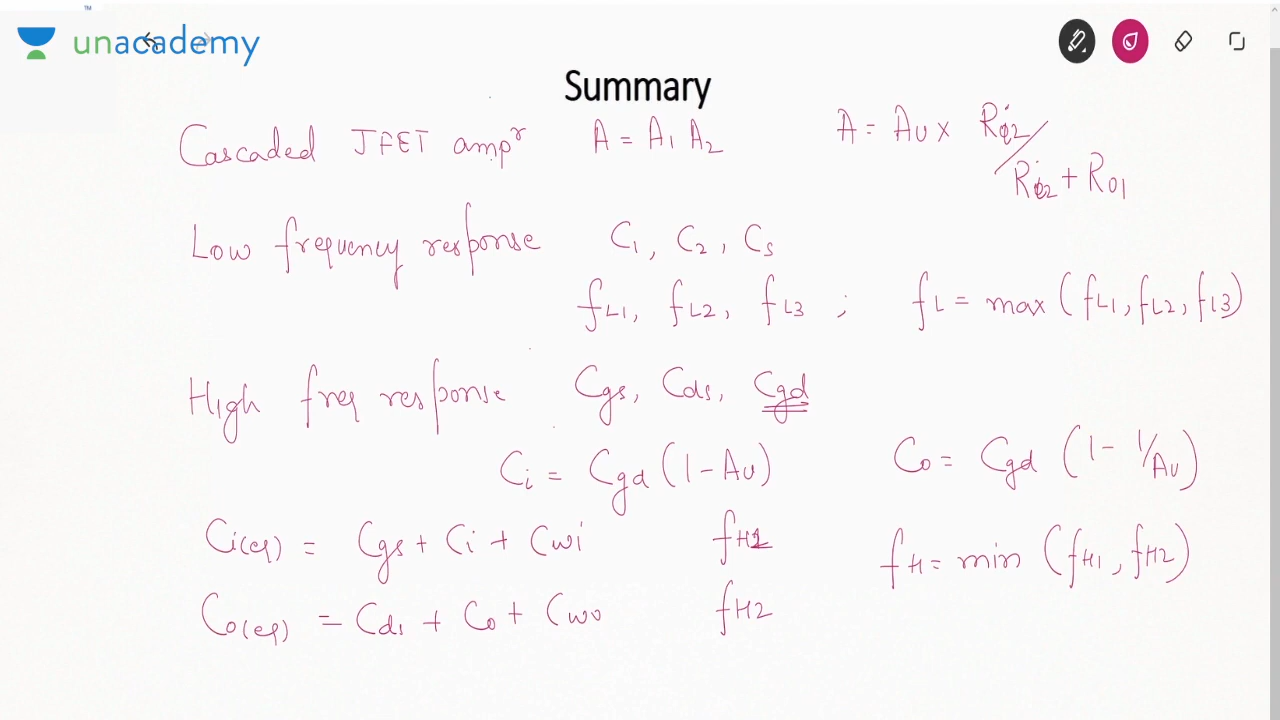 TM
unacademy
Summary
Cascaded JFET ampr A = A1 A2 A = Av x Ri2/Ri2 + R01
Low frequency response C1, C2, Cs
fL1, fL2, fL3 ; fL = max (fL1, fL2, fL3)
High freq response Cgs, Cds, Cgd
Ci = Cgd (1 - Av) Co = Cgd (1 - 1/Av)
Ci(eq) = Cgs + Ci + Cwi fH1 fH = min (fH1, fH2)
Co(eq) = Cds + Co + Cwo fH2